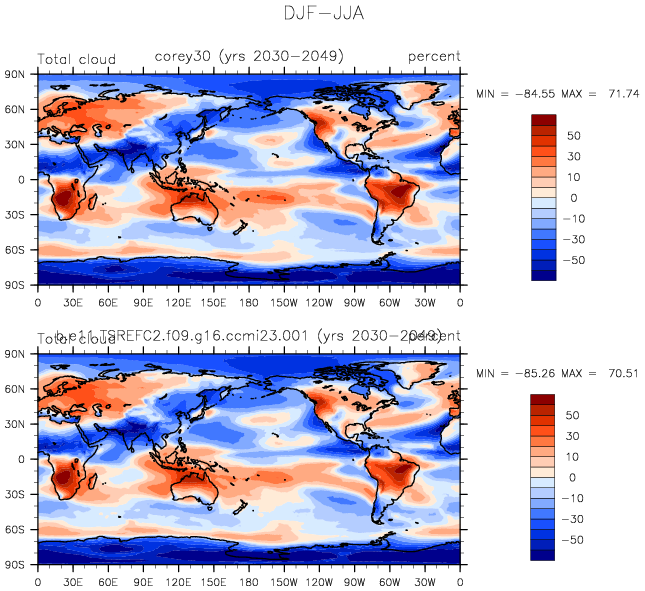 DJF-JJA
Total cloud corey30 (yrs 2030-2049) percent
MIN = -84.55 MAX = 71.74
90N
60N
30N
0
30S
60S
90S
0 30E 60E 90E 120E 150E 180 150W 120W 90W 60W 30W 0
50
30
10
0
-10
-30
-50
Total cloud b.e11.TSREFC2.f09.g16.ccmi23.001 (yrs 2030-2049) percent
MIN = -85.26 MAX = 70.51
90N
60N
30N
0
30S
60S
90S
0 30E 60E 90E 120E 150E 180 150W 120W 90W 60W 30W 0
50
30
10
0
-10
-30
-50